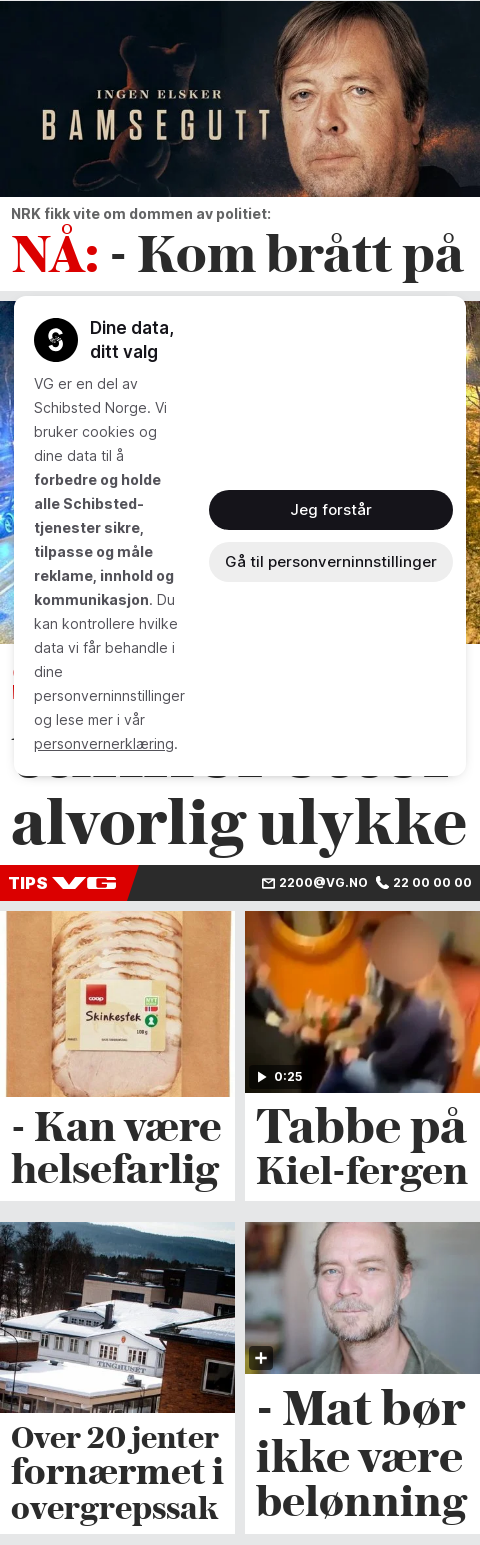 INGEN ELSKER
BAMSEGUTT
NRK fikk vite om dommen av politiet:
NÅ: - Kom brått på
Dine data,
ditt valg
VG er en del av
Schibsted Norge. Vi
bruker cookies og
dine data til å
forbedre og holde
alle Schibsted-
tjenester sikre,
tilpasse og måle
reklame, innhold og
kommunikasjon. Du
kan kontrollere hvilke
data vi får behandle i
dine
personverninnstillinger
og lese mer i vår
personvernerklæring.
Jeg forstår
Gå til personverninnstillinger
alvorlig ulykke
TIPS VG
2200@VG.NO 22 00 00 00
coop
Skinkestek
100 g
0:25
- Kan være
helsefarlig
Tabbe på
Kiel-fergen
TINGHUSET
Over 20 jenter
fornærmet i
overgrepssak
- Mat bør
ikke være
belønning